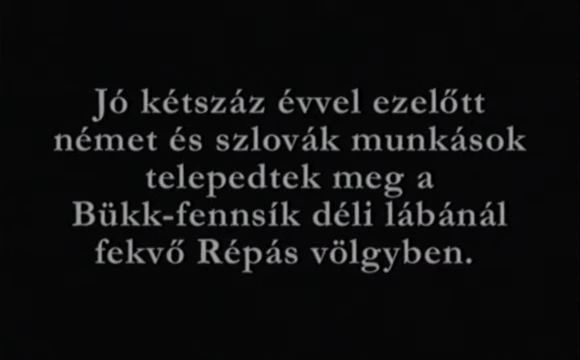 Jó kétszáz évvel ezelőtt
német és szlovák munkások
telepedtek meg a
Bükk-fennsík déli lábánál
fekvő Répás völgyben.